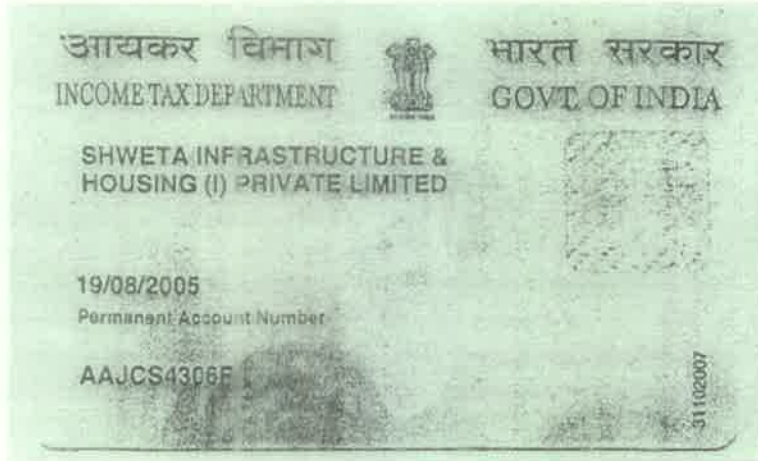 आयकर विभाग
भारत सरकार
INCOME TAX DEPARTMENT
GOVT. OF INDIA
SHWETA INFRASTRUCTURE &
HOUSING (I) PRIVATE LIMITED
19/08/2005
Permanent Account Number
AAJCS4306F
31102007